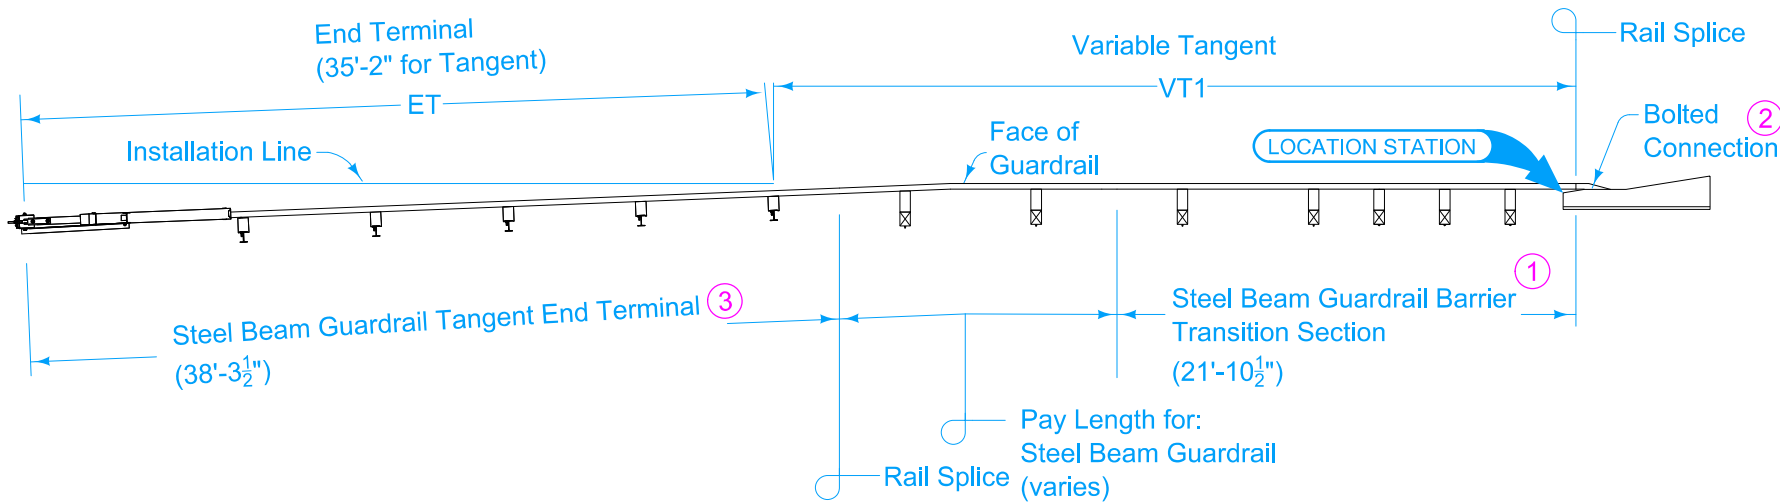 End Terminal
(35'-2" for Tangent)
ET
Variable Tangent
VT1
Rail Splice
Installation Line
Face of
Guardrail
LOCATION STATION
Bolted
Connection
2
Steel Beam Guardrail Tangent End Terminal 3
(38'-3½")
Steel Beam Guardrail Barrier
Transition Section
(21'-10½")
1
Pay Length for:
Steel Beam Guardrail
(varies)
Rail Splice